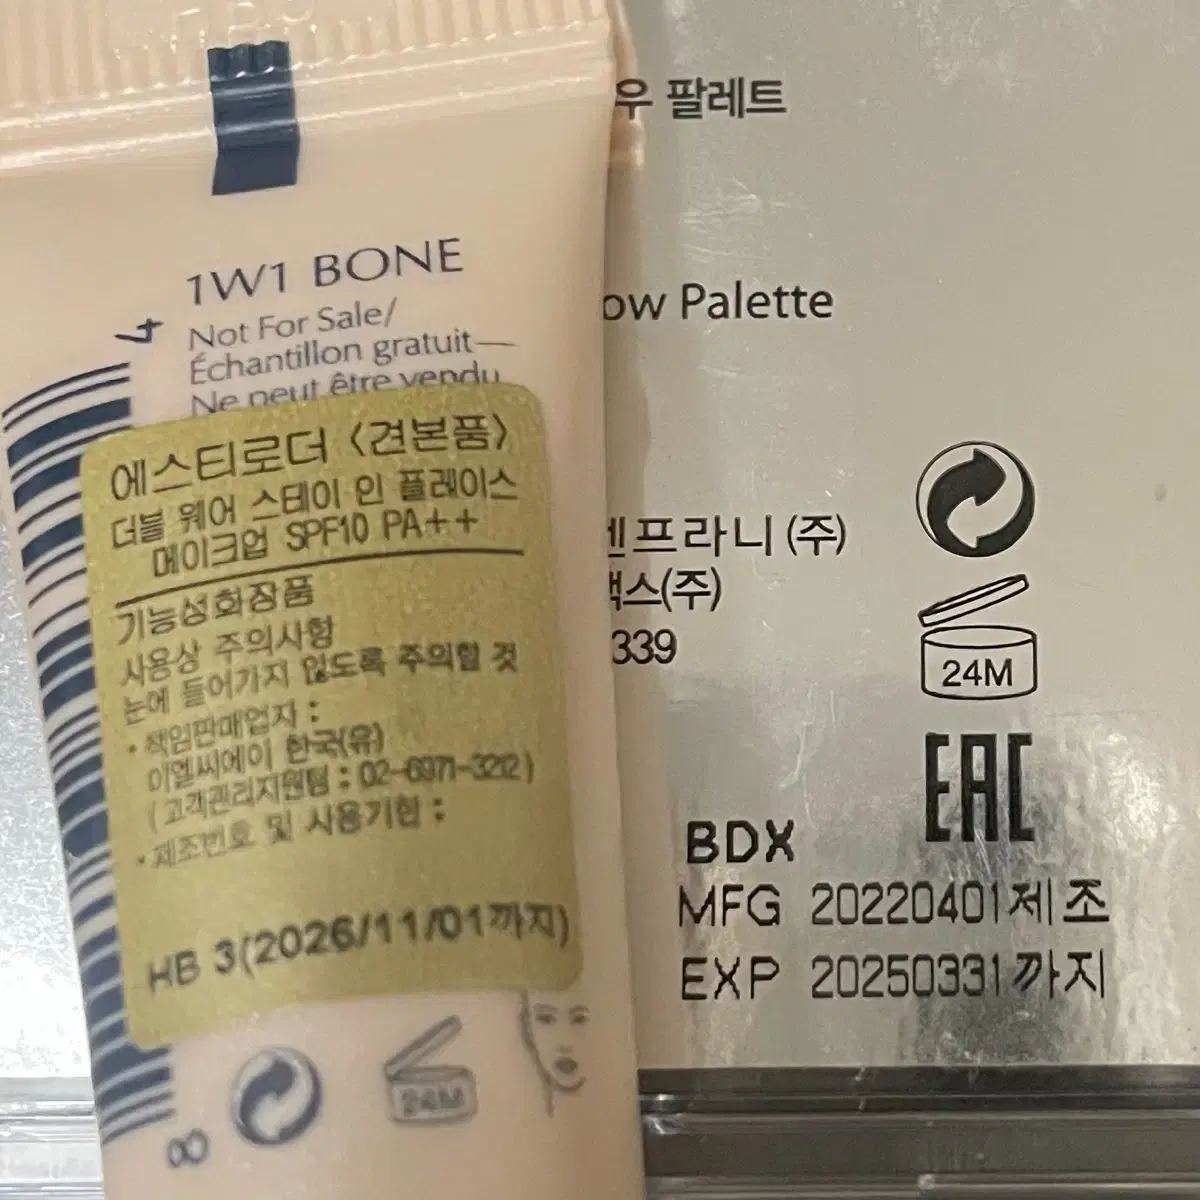 1W1 BONE
Not For Sale/
Échantillon gratuit—
Ne peut être vendu
4
에스티로더 〈견본품〉
더블 웨어 스테이 인 플레이스
메이크업 SPF10 PA++
기능성화장품
사용상 주의사항
눈에 들어가지 않도록 주의할 것
· 책임판매업자 :
이엘씨에이 한국(유)
(고객관리지원팀 : 02-6971-3212)
· 제조번호 및 사용기한 :
HB 3(2026/11/01까지)
24M
8
우 팔레트
ow Palette
프라니 (주)
스(주)
339
24M
EAC
BDX
MFG 20220401제조
EXP 20250331까지